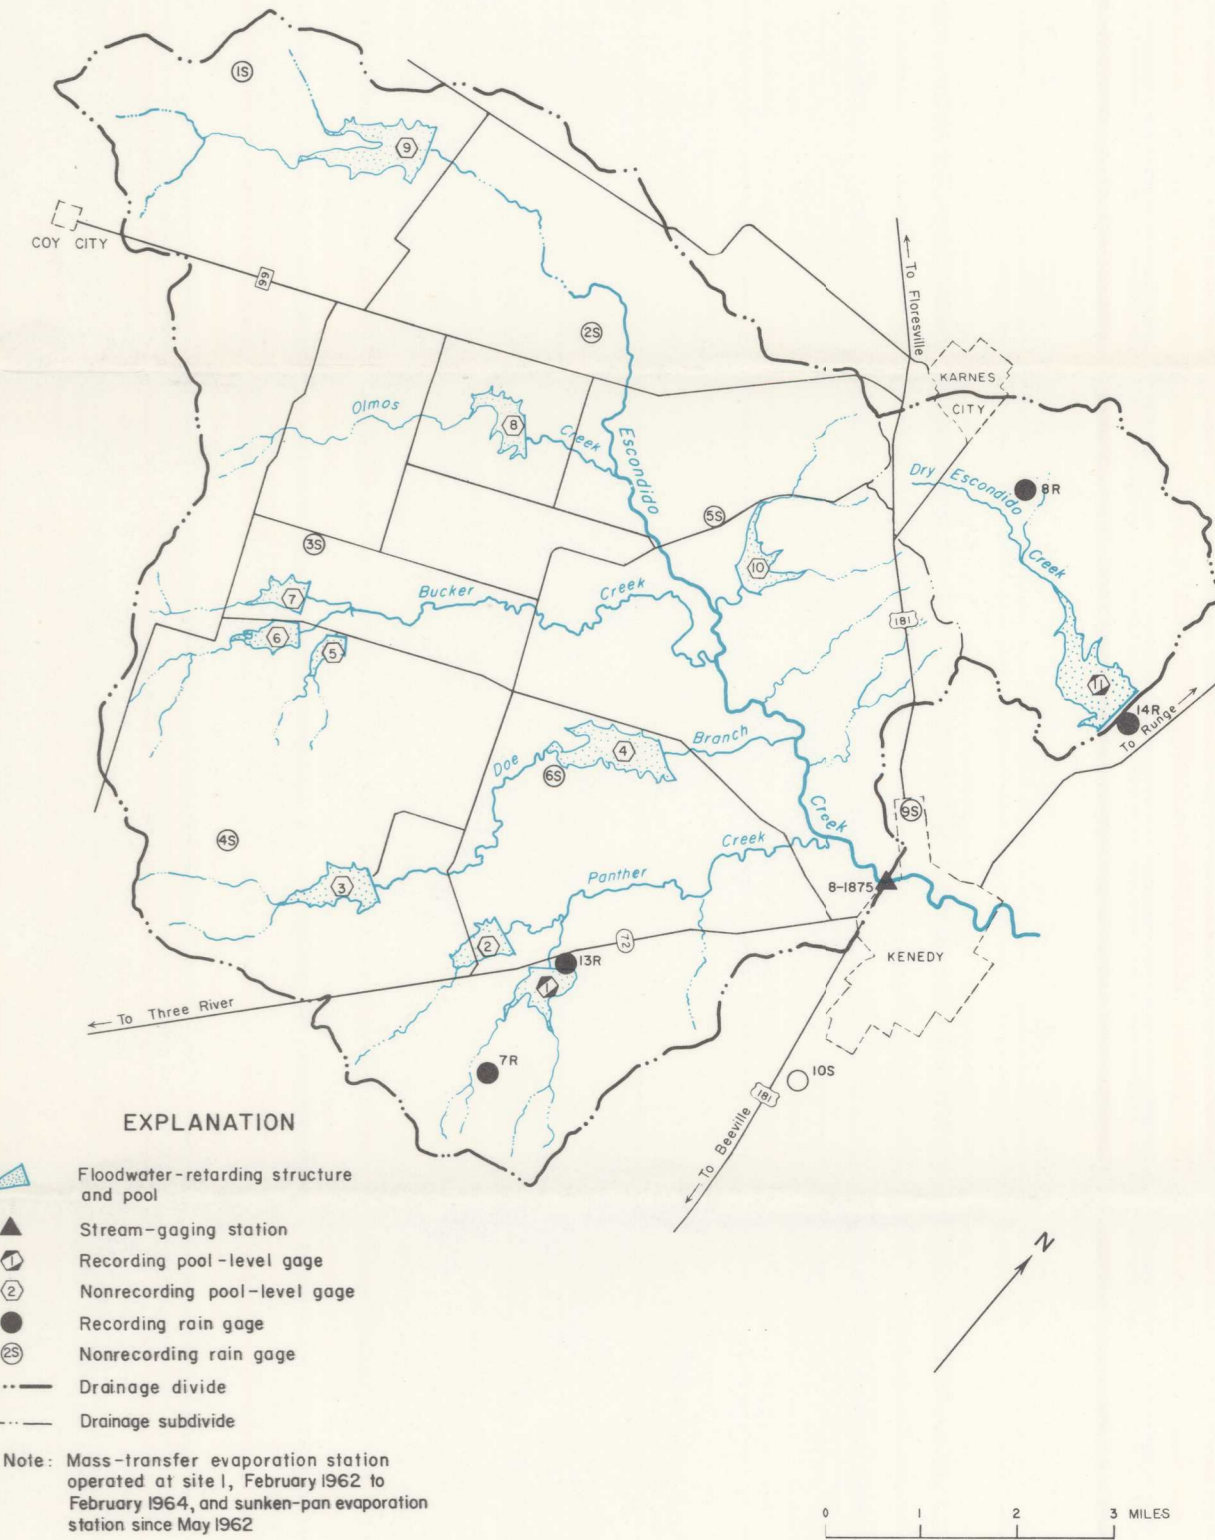 1S
9
COY CITY
99
To Floresville
2S
KARNES
CITY
Olmos
8
Creek
Escondido
Dry Escondido
8R
5S
3S
10
Creek
7
Bucker
Creek
6
5
181
11
14R
To Runge
4
Branch
Doe
6S
9S
4S
Creek
Creek
3
Panther
8-1875
2
72
13R
KENEDY
1
To Three River
7R
10S
181
To Beeville
EXPLANATION
Floodwater-retarding structure
and pool
Stream-gaging station
1
Recording pool-level gage
2
Nonrecording pool-level gage
Recording rain gage
2S
Nonrecording rain gage
Drainage divide
Drainage subdivide
N
Note: Mass-transfer evaporation station
operated at site 1, February 1962 to
February 1964, and sunken-pan evaporation
station since May 1962
0 1 2 3 MILES